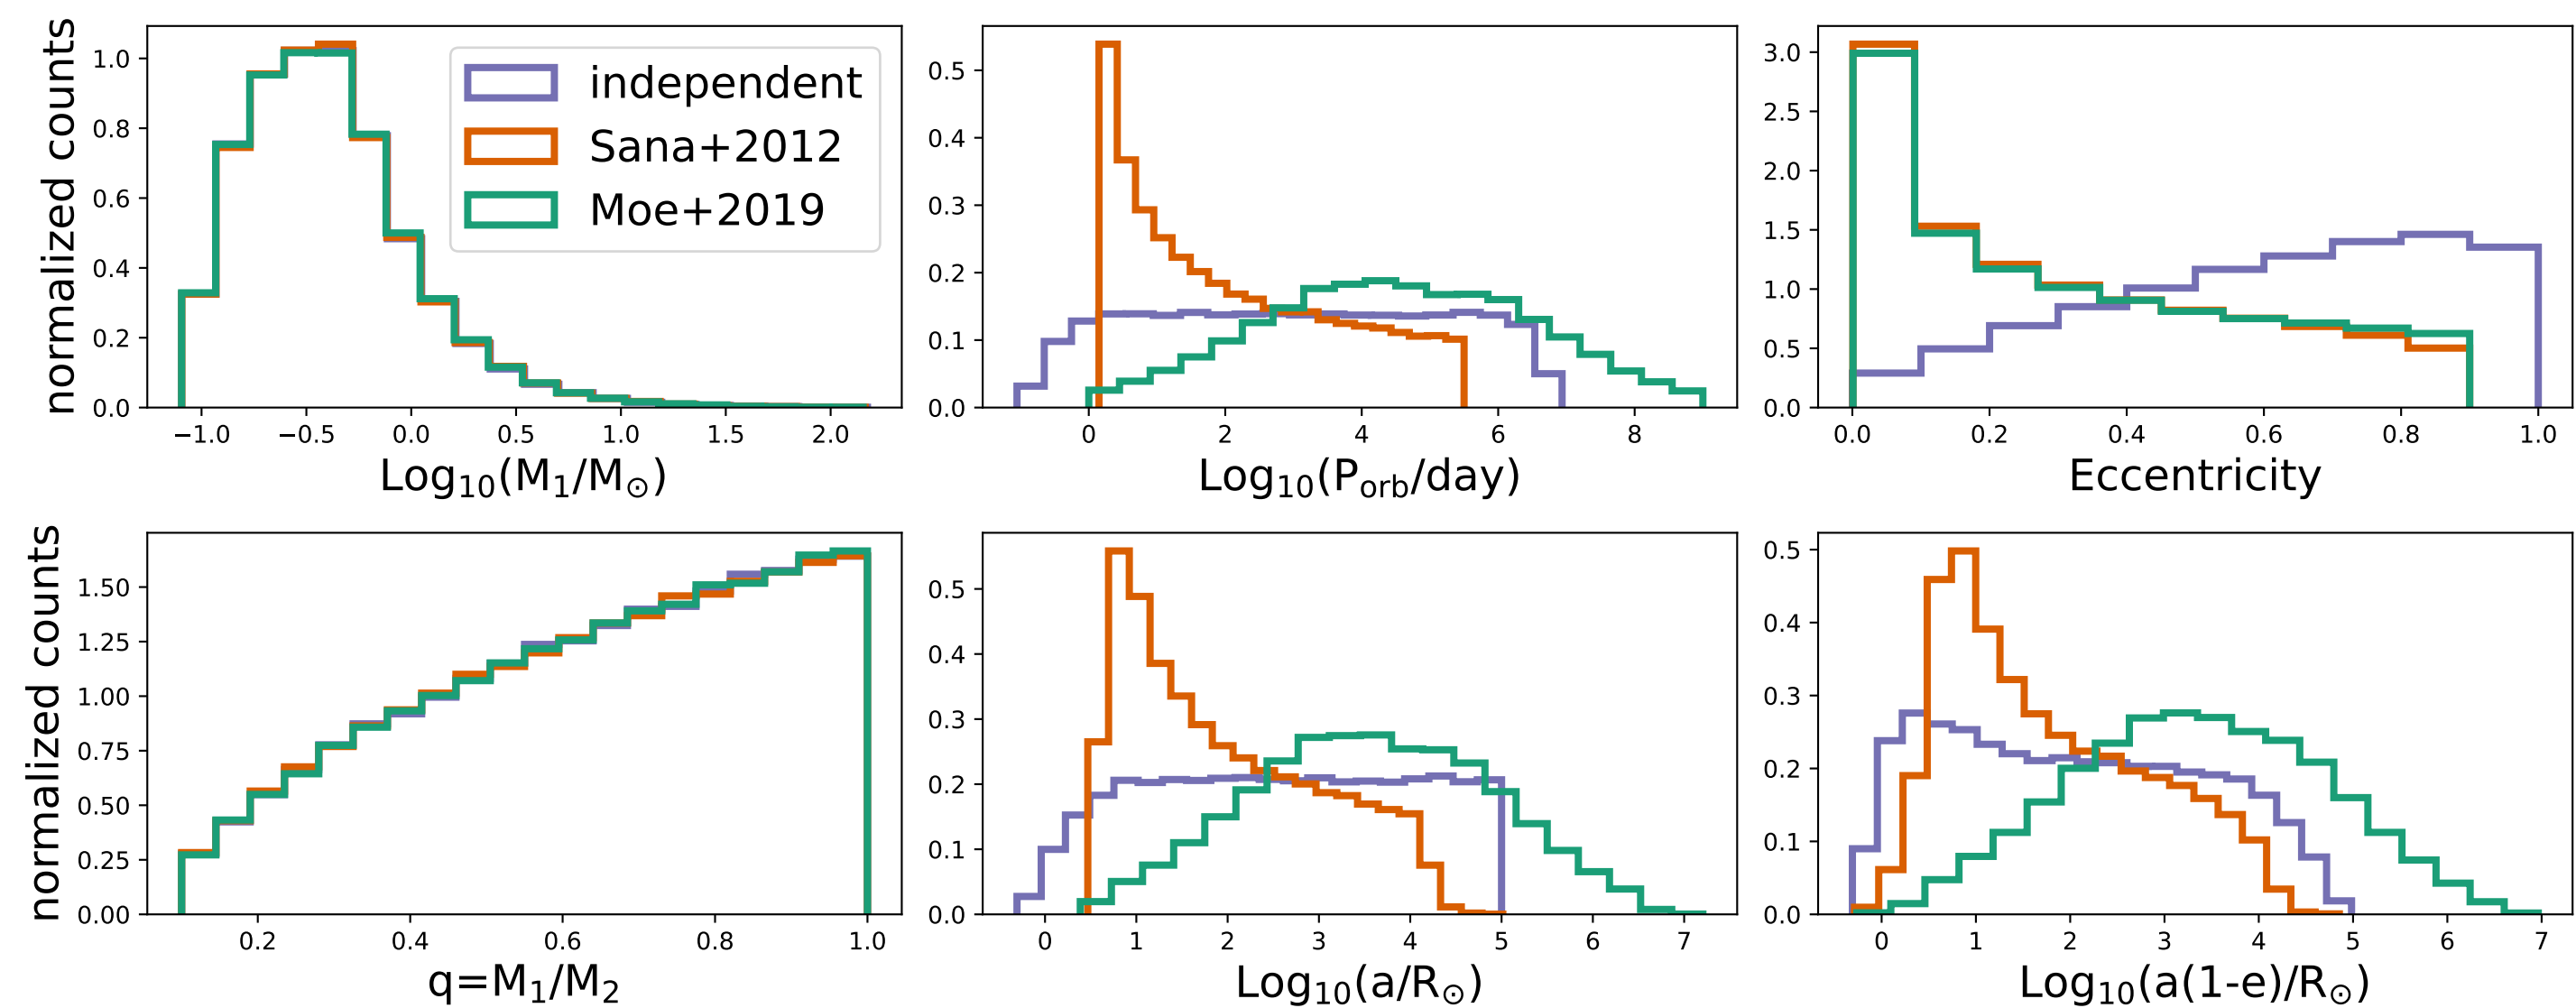 normalized counts
1.0
0.8
0.6
0.4
0.2
0.0
−1.0 −0.5 0.0 0.5 1.0 1.5 2.0
Log₁₀(M₁/M⊙)
independent
Sana+2012
Moe+2019
0.5
0.4
0.3
0.2
0.1
0.0
0 2 4 6 8
Log₁₀(Pₒᵣb/day)
3.0
2.5
2.0
1.5
1.0
0.5
0.0
0.0 0.2 0.4 0.6 0.8 1.0
Eccentricity
normalized counts
1.50
1.25
1.00
0.75
0.50
0.25
0.00
0.2 0.4 0.6 0.8 1.0
q=M₁/M₂
0.5
0.4
0.3
0.2
0.1
0.0
0 1 2 3 4 5 6 7
Log₁₀(a/R⊙)
0.5
0.4
0.3
0.2
0.1
0.0
0 1 2 3 4 5 6 7
Log₁₀(a(1-e)/R⊙)